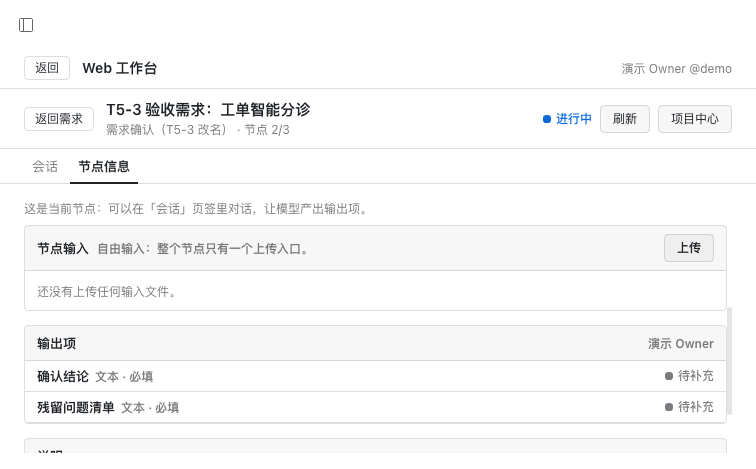 返回 Web 工作台 演示 Owner @demo
返回需求 T5-3 验收需求：工单智能分诊
需求确认（T5-3 改名） · 节点 2/3
进行中 刷新 项目中心
会话 节点信息
这是当前节点：可以在「会话」页签里对话，让模型产出输出项。
节点输入 自由输入：整个节点只有一个上传入口。 上传
还没有上传任何输入文件。
输出项 演示 Owner
确认结论 文本 · 必填 待补充
残留问题清单 文本 · 必填 待补充